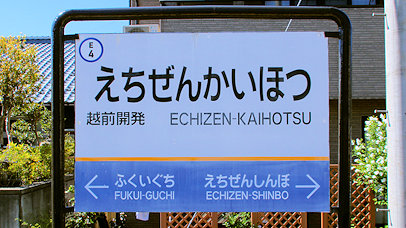 E
4
えちぜんかいほつ
越前開発 ECHIZEN-KAIHOTSU
← ふくいぐち えちぜんしんぼ →
FUKUI-GUCHI ECHIZEN-SHINBO